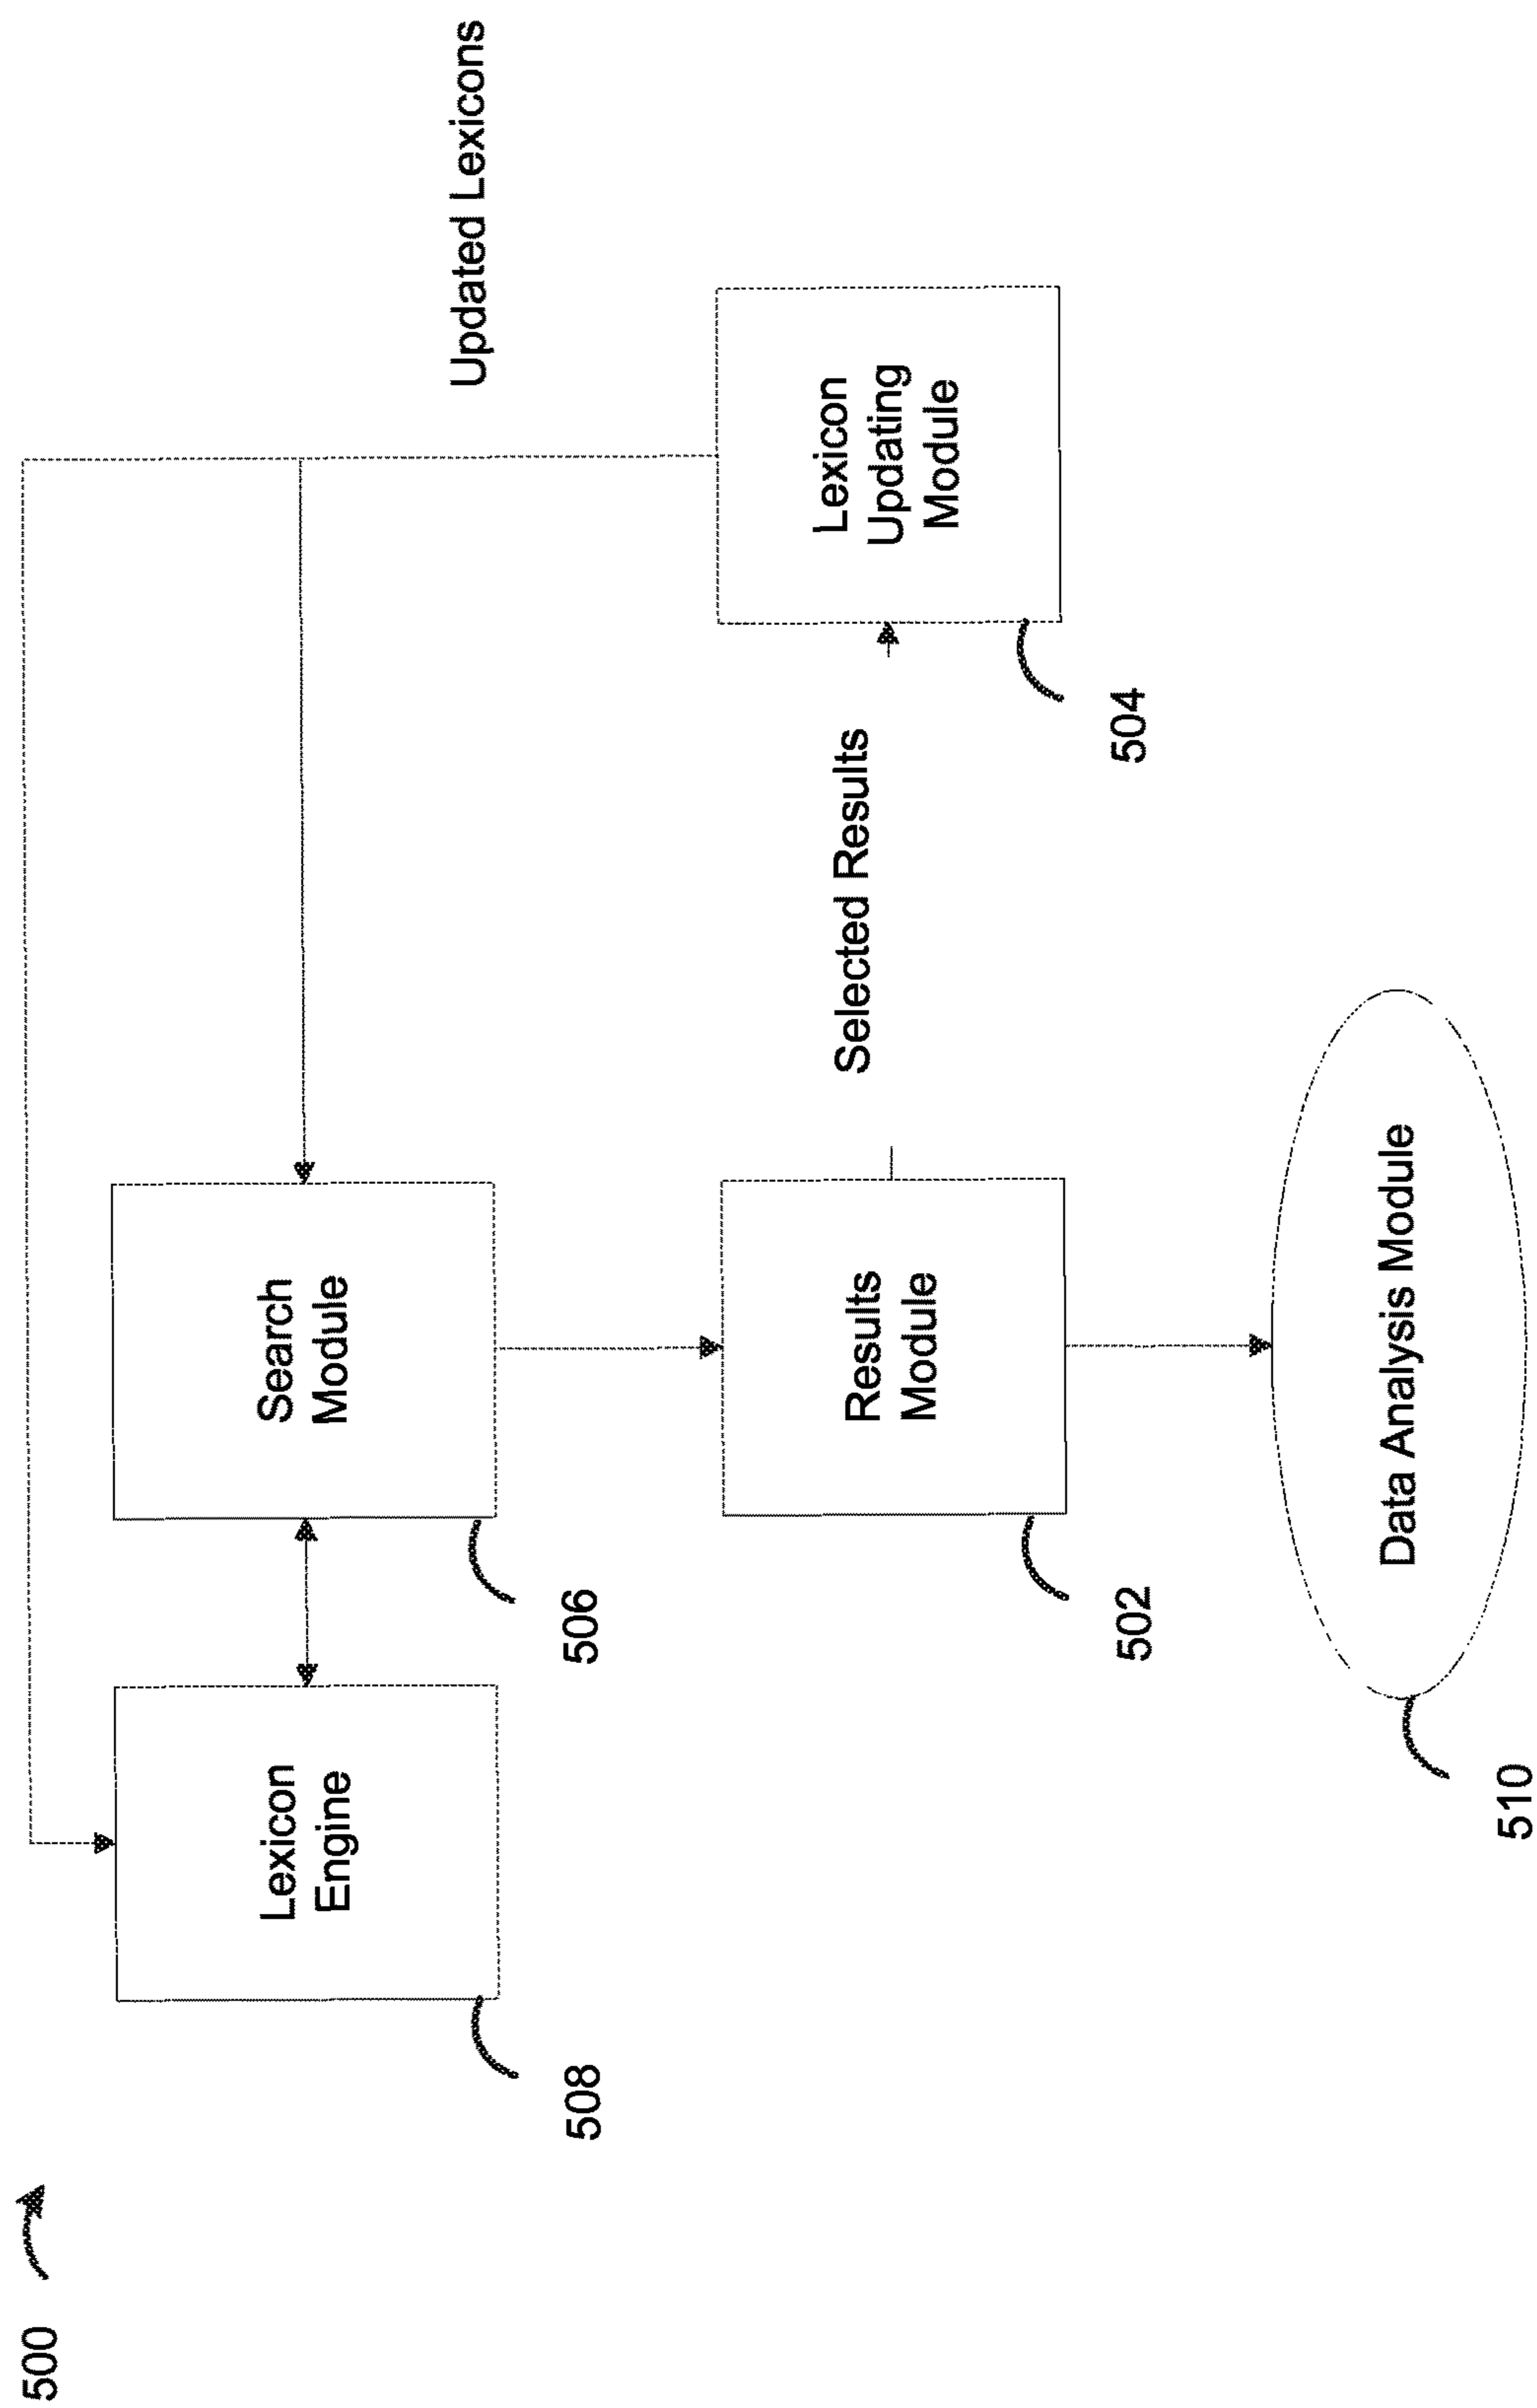 500
Updated Lexicons
Lexicon
Engine
508
Search
Module
506
Results
Module
502
Selected Results
Lexicon
Updating
Module
504
Data Analysis Module
510